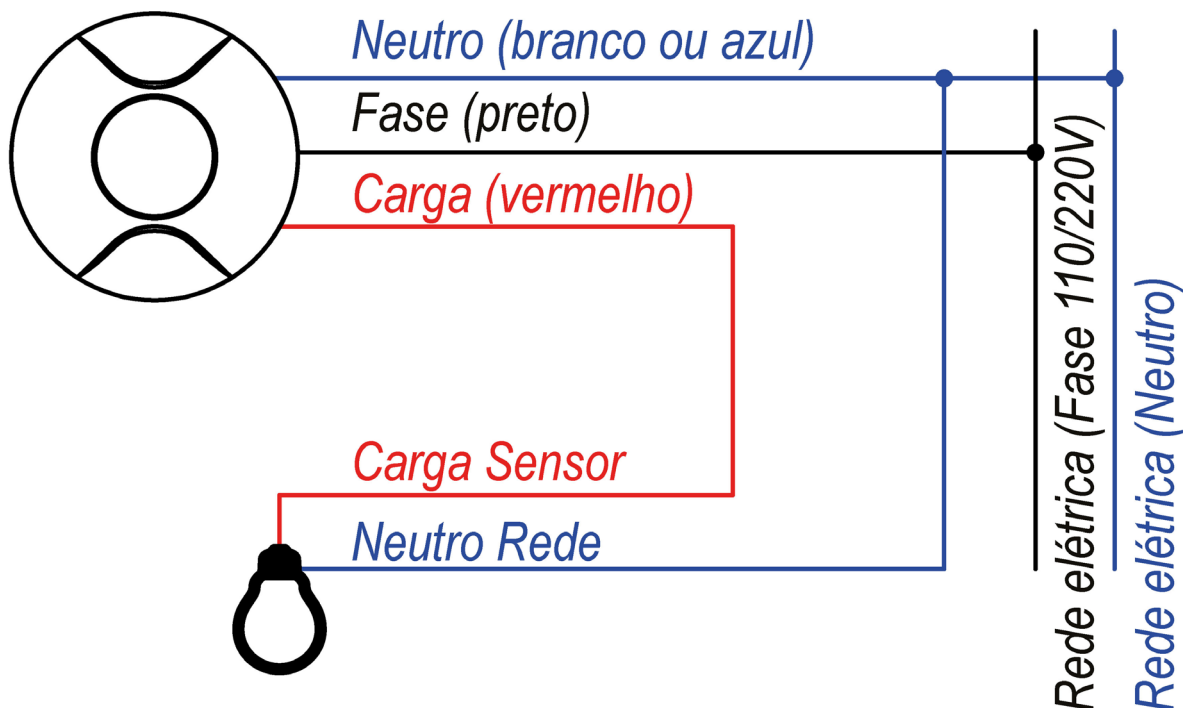 Neutro (branco ou azul)
Fase (preto)
Carga (vermelho)
Carga Sensor
Neutro Rede
Rede elétrica (Fase 110/220V)
Rede elétrica (Neutro)